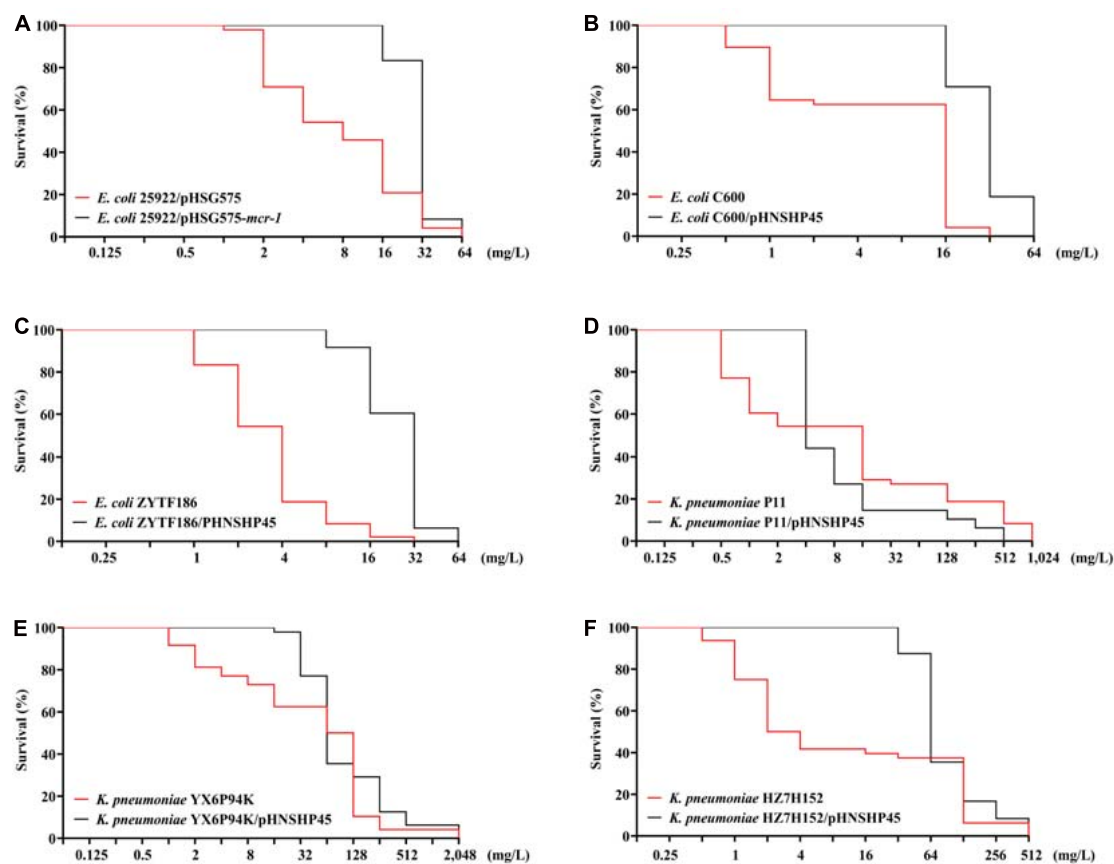 A
Survival (%)
100
80
60
40
20
0
E. coli 25922/pHSG575
E. coli 25922/pHSG575-mcr-1
0.125 0.5 2 8 16 32 64 (mg/L)
B
Survival (%)
100
80
60
40
20
0
E. coli C600
E. coli C600/pHNSHP45
0.25 1 4 16 64 (mg/L)
C
Survival (%)
100
80
60
40
20
0
E. coli ZYTF186
E. coli ZYTF186/PHNSHP45
0.25 1 4 16 32 64 (mg/L)
D
Survival (%)
100
80
60
40
20
0
K. pneumoniae P11
K. pneumoniae P11/pHNSHP45
0.125 0.5 2 8 32 128 512 1,024 (mg/L)
E
Survival (%)
100
80
60
40
20
0
K. pneumoniae YX6P94K
K. pneumoniae YX6P94K/pHNSHP45
0.125 0.5 2 8 32 128 512 2,048 (mg/L)
F
Survival (%)
100
80
60
40
20
0
K. pneumoniae HZ7H152
K. pneumoniae HZ7H152/pHNSHP45
0.25 1 4 16 64 256 512 (mg/L)